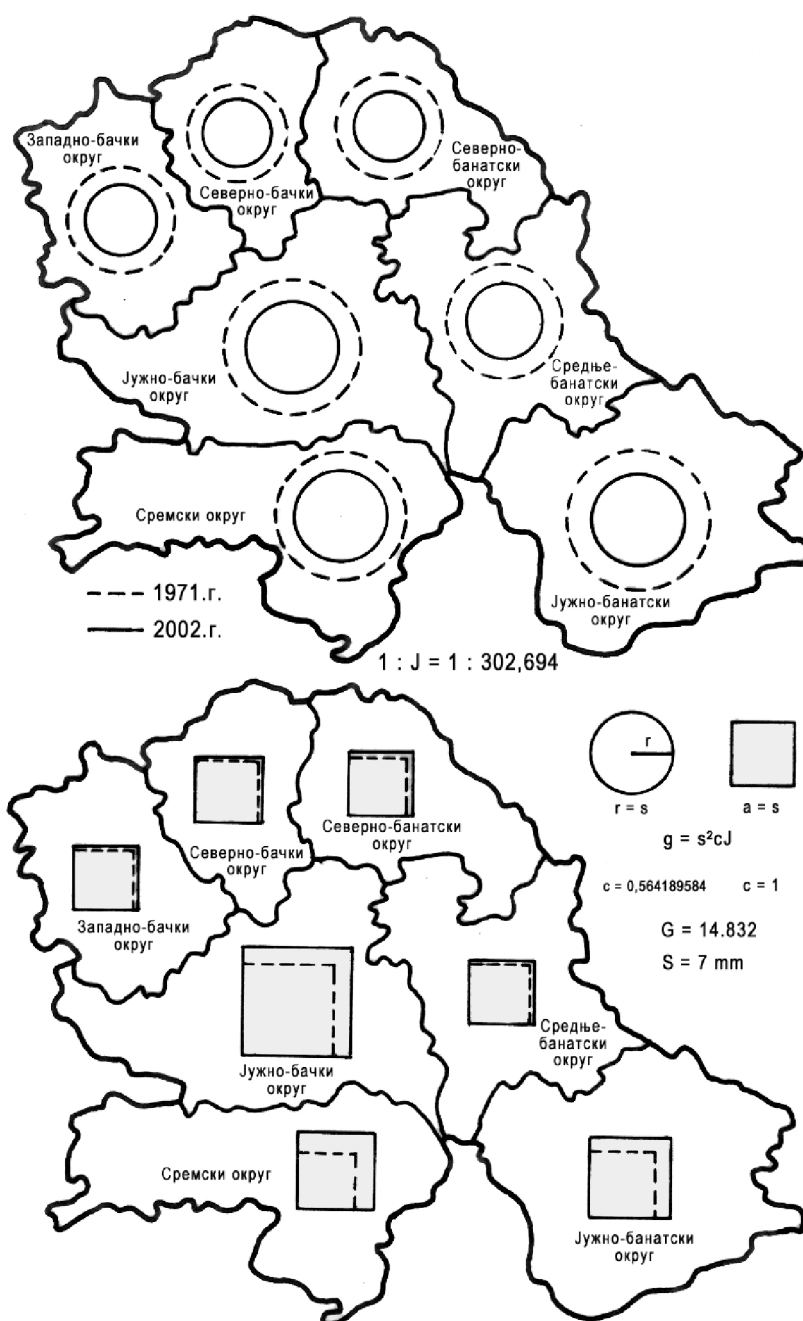 Западно-бачки
округ
Северно-бачки
округ
Северно-
банатски
округ
Јужно-бачки
округ
Средње-
банатски
округ
Сремски округ
Јужно-банатски
округ
1971.г.
2002.г.
1 : Ј = 1 : 302,694
r
r = s
a = s
g = s²cJ
c = 0,564189584
c = 1
G = 14.832
S = 7 mm
Северно-бачки
округ
Северно-банатски
округ
Западно-бачки
округ
Јужно-бачки
округ
Средње-
банатски
округ
Сремски округ
Јужно-банатски
округ